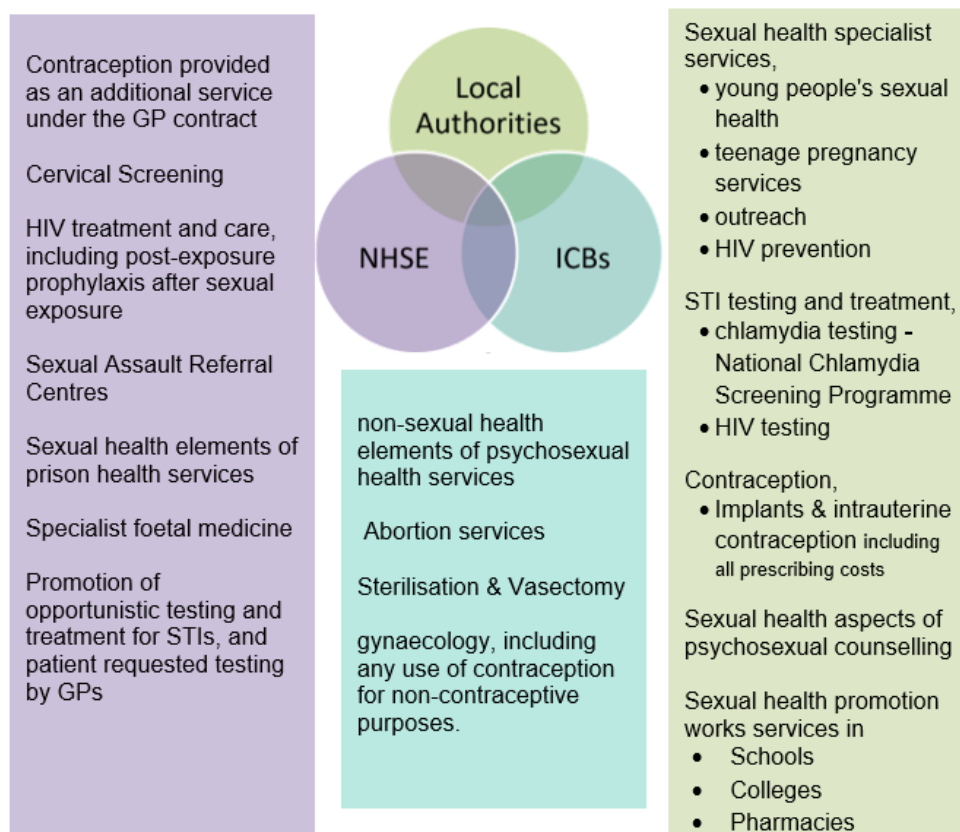 Contraception provided
as an additional service
under the GP contract
Cervical Screening
HIV treatment and care,
including post-exposure
prophylaxis after sexual
exposure
Sexual Assault Referral
Centres
Sexual health elements of
prison health services
Specialist foetal medicine
Promotion of
opportunistic testing and
treatment for STIs, and
patient requested testing
by GPs
Local
Authorities
NHSE
ICBs
non-sexual health
elements of psychosexual
health services
Abortion services
Sterilisation & Vasectomy
gynaecology, including
any use of contraception
for non-contraceptive
purposes.
Sexual health specialist
services,
• young people's sexual
health
• teenage pregnancy
services
• outreach
• HIV prevention
STI testing and treatment,
• chlamydia testing -
National Chlamydia
Screening Programme
• HIV testing
Contraception,
• Implants & intrauterine
contraception including
all prescribing costs
Sexual health aspects of
psychosexual counselling
Sexual health promotion
works services in
• Schools
• Colleges
• Pharmacies